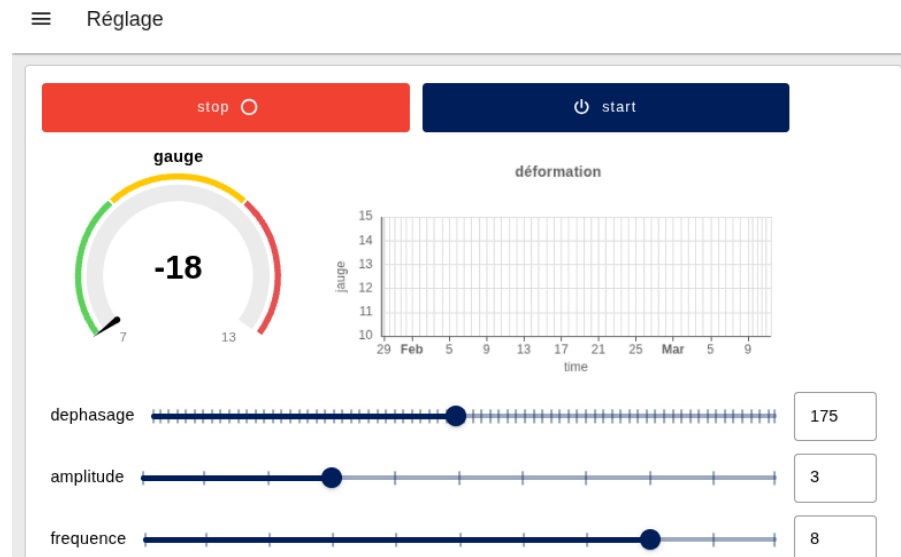 Réglage
stop
start
gauge
-18
7
13
déformation
15
14
13
12
11
10
jauge
29 Feb 5 9 13 17 21 25 Mar 5 9
time
dephasage 175
amplitude 3
frequence 8